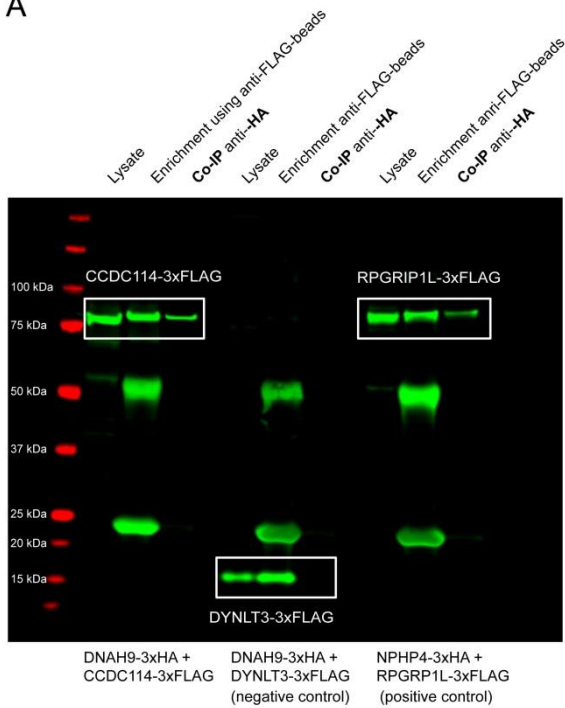 A
Lysate
Enrichment using anti-FLAG-beads
Co-IP anti--HA
Lysate
Enrichment anti-FLAG-beads
Co-IP anti--HA
Lysate
Enrichment anri-FLAG-beads
Co-IP anti--HA
CCDC114-3xFLAG
RPGRIP1L-3xFLAG
100 kDa
75 kDa
50 kDa
37 kDa
25 kDa
20 kDa
15 kDa
DYNLT3-3xFLAG
DNAH9-3xHA +
CCDC114-3xFLAG
DNAH9-3xHA +
DYNLT3-3xFLAG
(negative control)
NPHP4-3xHA +
RPGRP1L-3xFLAG
(positive control)